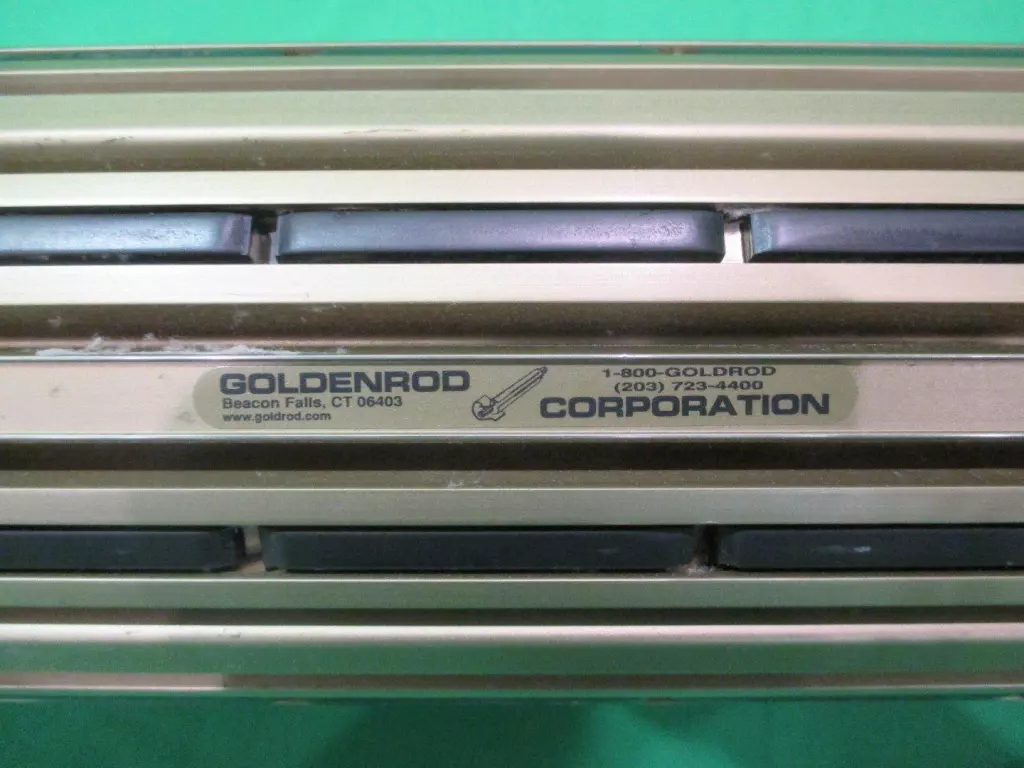 GOLDENROD
Beacon Falls, CT 06403
www.goldrod.com
1-800-GOLDROD
(203) 723-4400
CORPORATION